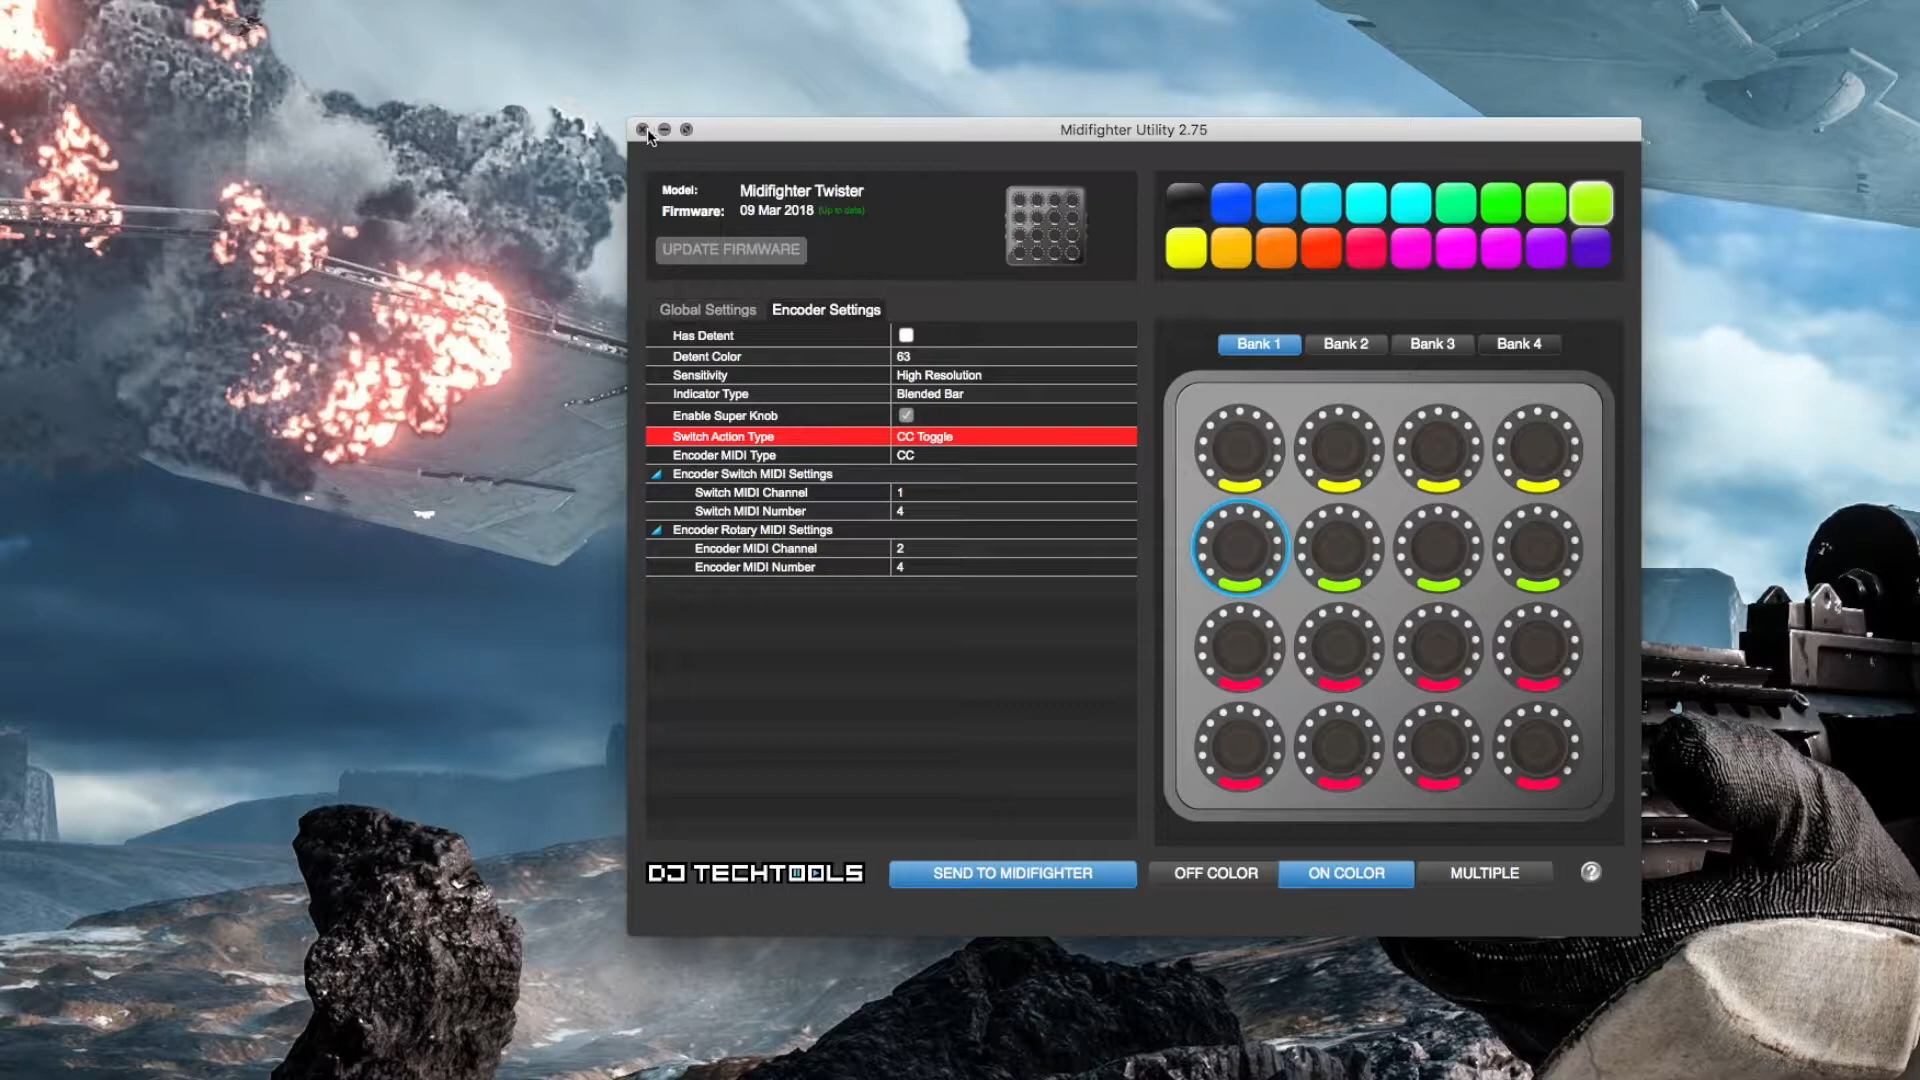 Midifighter Utility 2.75
Model: Midifighter Twister
Firmware: 09 Mar 2018 (Up to date)
UPDATE FIRMWARE
Global Settings Encoder Settings
Has Detent
Detent Color 63
Sensitivity High Resolution
Indicator Type Blended Bar
Enable Super Knob
Switch Action Type CC Toggle
Encoder MIDI Type CC
Encoder Switch MIDI Settings
Switch MIDI Channel 1
Switch MIDI Number 4
Encoder Rotary MIDI Settings
Encoder MIDI Channel 2
Encoder MIDI Number 4
Bank 1 Bank 2 Bank 3 Bank 4
DJ TECHTOOLS
SEND TO MIDIFIGHTER
OFF COLOR ON COLOR MULTIPLE ?